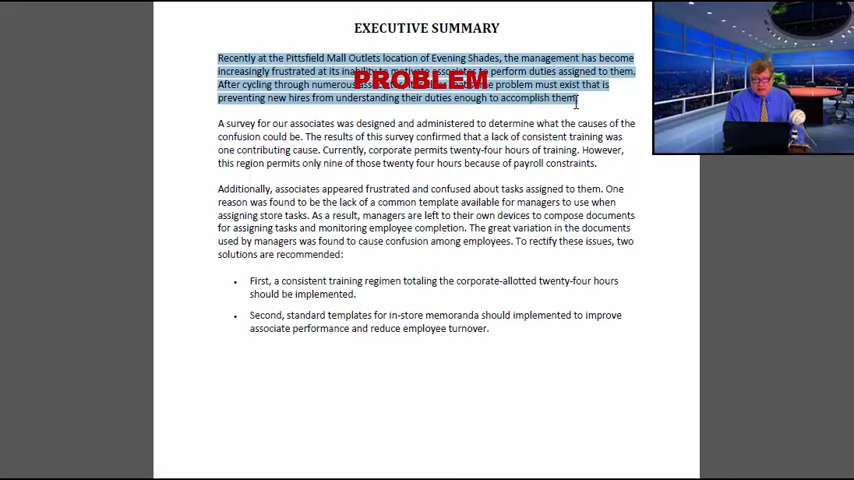 EXECUTIVE SUMMARY
Recently at the Pittsfield Mall Outlets location of Evening Shades, the management has become
increasingly frustrated at its inability to motivate associates to perform duties assigned to them.
PROBLEM
After cycling through numerous problem must exist that is
preventing new hires from understanding their duties enough to accomplish them.
A survey for our associates was designed and administered to determine what the causes of the
confusion could be. The results of this survey confirmed that a lack of consistent training was
one contributing cause. Currently, corporate permits twenty-four hours of training. However,
this region permits only nine of those twenty four hours because of payroll constraints.
Additionally, associates appeared frustrated and confused about tasks assigned to them. One
reason was found to be the lack of a common template available for managers to use when
assigning store tasks. As a result, managers are left to their own devices to compose documents
for assigning tasks and monitoring employee completion. The great variation in the documents
used by managers was found to cause confusion among employees. To rectify these issues, two
solutions are recommended:
• First, a consistent training regimen totaling the corporate-allotted twenty-four hours
should be implemented.
• Second, standard templates for in-store memoranda should implemented to improve
associate performance and reduce employee turnover.